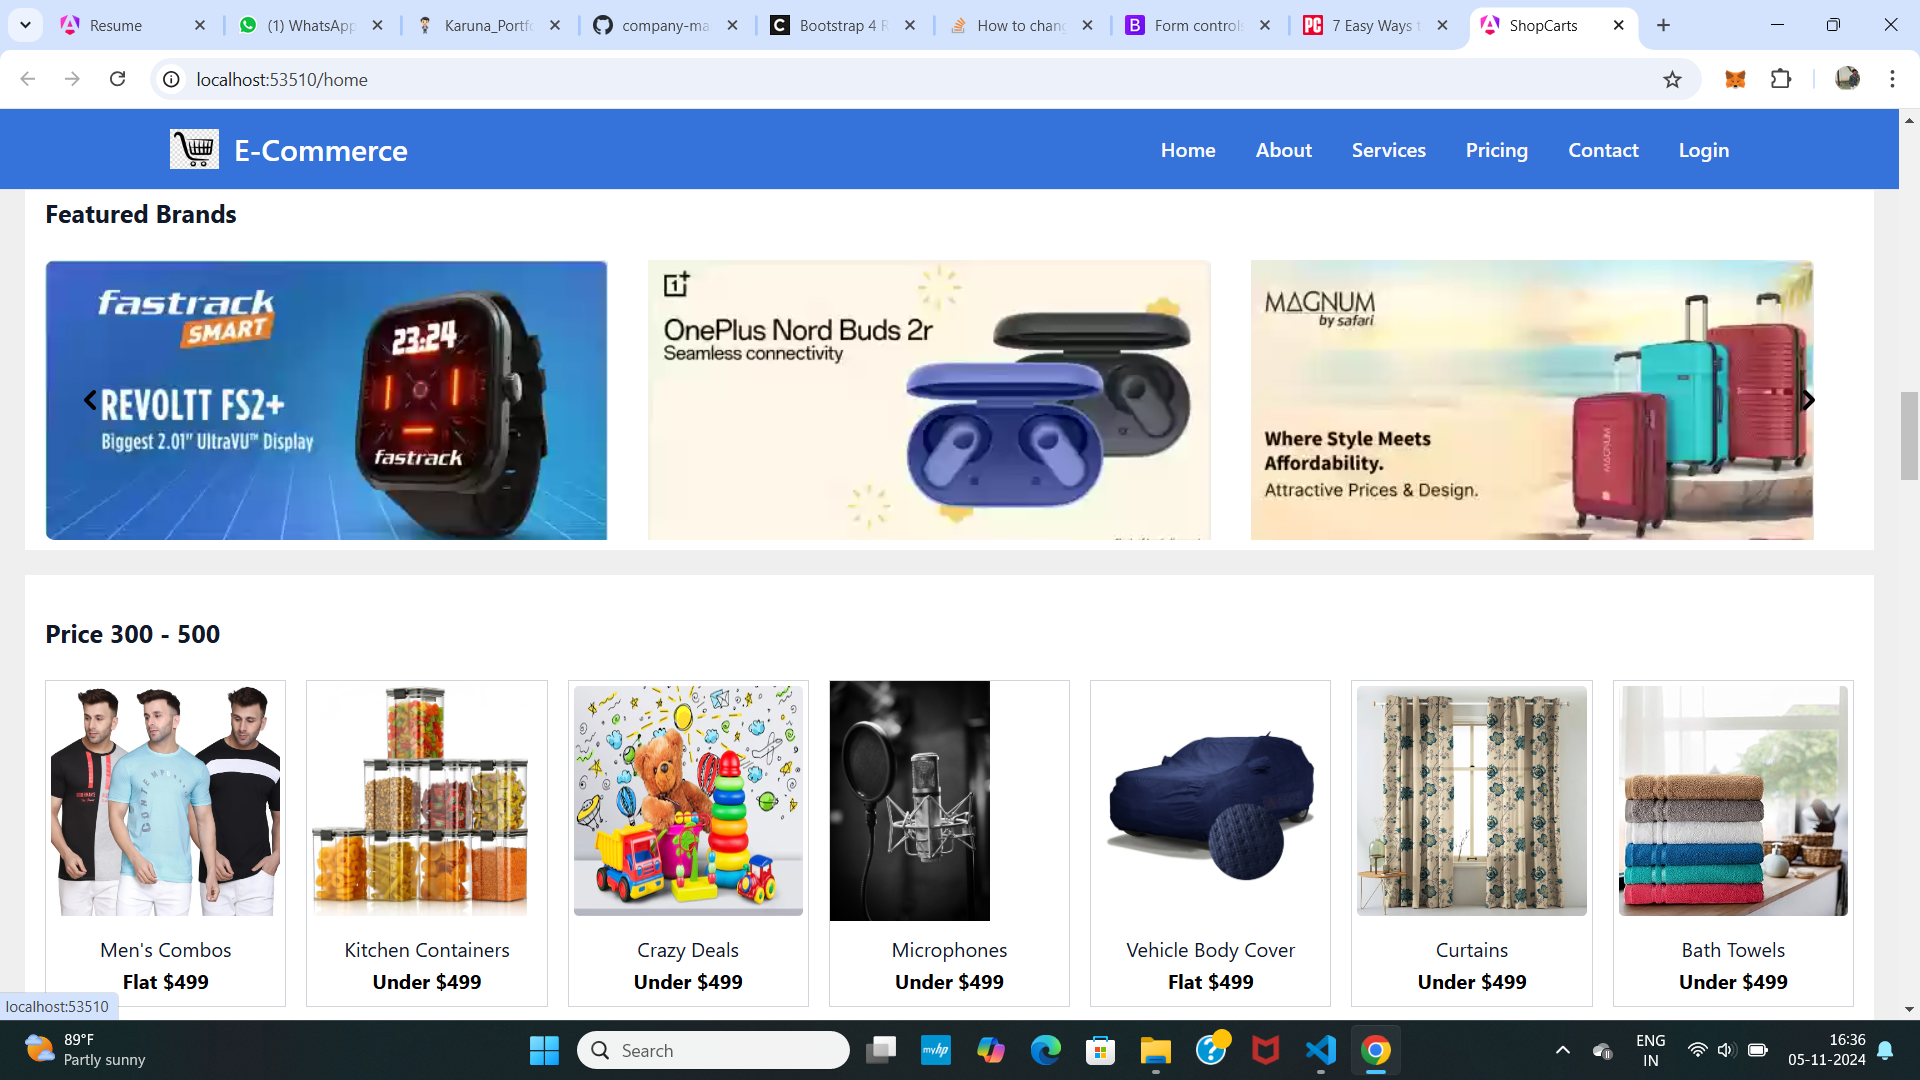 Resume
(1) WhatsApp
Karuna_Portfo
company-ma
Bootstrap 4 R
How to chang
Form controls
7 Easy Ways t
ShopCarts
localhost:53510/home
E-Commerce
Home
About
Services
Pricing
Contact
Login
Featured Brands
fastrack
SMART
REVOLTT FS2+
Biggest 2.01" UltraVU™ Display
23:24
fastrack
OnePlus Nord Buds 2r
Seamless connectivity
MAGNUM
by safari
Where Style Meets
Affordability.
Attractive Prices & Design.
MAGNUM
Price 300 - 500
Men's Combos
Flat $499
Kitchen Containers
Under $499
Crazy Deals
Under $499
Microphones
Under $499
Vehicle Body Cover
Flat $499
Curtains
Under $499
Bath Towels
Under $499
localhost:53510
89°F
Partly sunny
Search
myhp
ENG
IN
16:36
05-11-2024